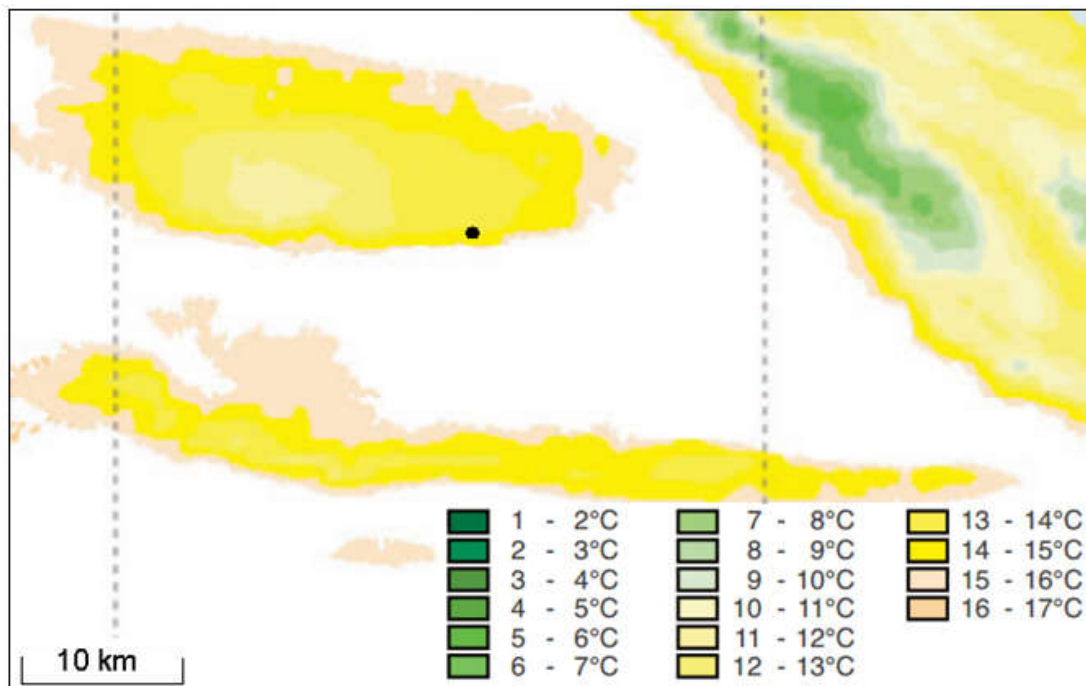 1 - 2°C
2 - 3°C
3 - 4°C
4 - 5°C
5 - 6°C
6 - 7°C
7 - 8°C
8 - 9°C
9 - 10°C
10 - 11°C
11 - 12°C
12 - 13°C
13 - 14°C
14 - 15°C
15 - 16°C
16 - 17°C
10 km